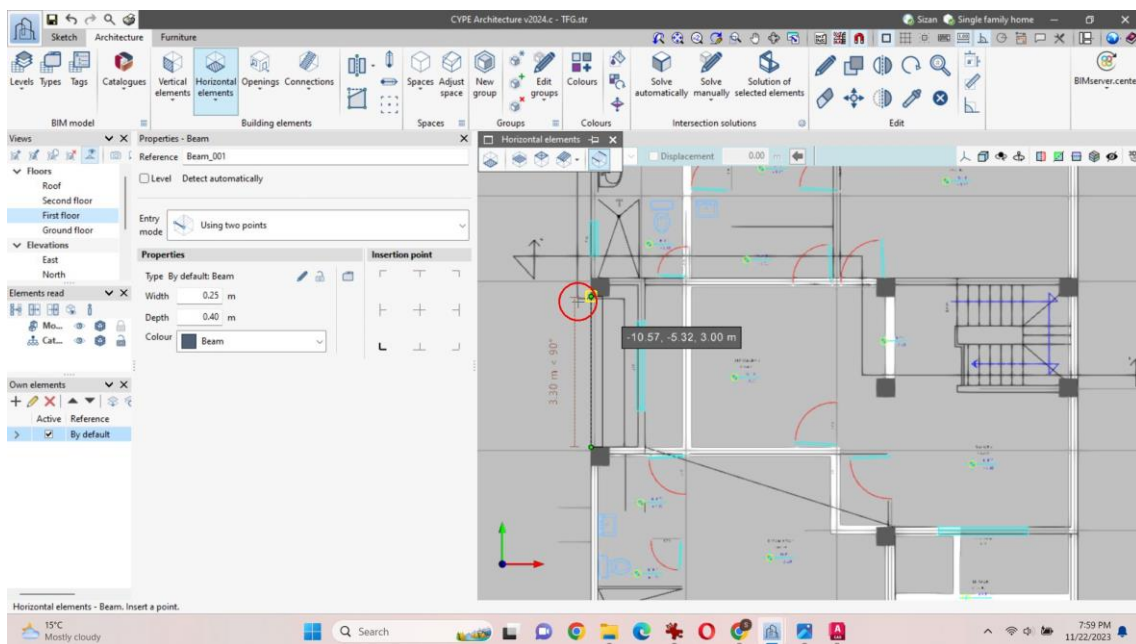 CYPE Architecture v2024.c - TFG.str
Sizan
Single family home
Sketch
Architecture
Furniture
Levels Types Tags
Catalogues
Vertical elements
Horizontal elements
Openings Connections
Spaces Adjust space
New group
Edit groups
Colours
Solve automatically
Solve manually
Solution of selected elements
BIMserver.center
BIM model
Building elements
Spaces
Groups
Colours
Intersection solutions
Edit
Views
Floors
Roof
Second floor
First floor
Ground floor
Elevations
East
North
Elements read
Mo...
Cat...
Own elements
Active Reference
By default
Properties - Beam
Reference Beam_001
Level Detect automatically
Entry mode
Using two points
Properties
Insertion point
Type By default: Beam
Width 0.25 m
Depth 0.40 m
Colour Beam
Horizontal elements
Displacement 0.00 m
-10.57, -5.32, 3.00 m
3.30 m < 90°
Horizontal elements - Beam. Insert a point.
15°C
Mostly cloudy
Search
7:59 PM
11/22/2023